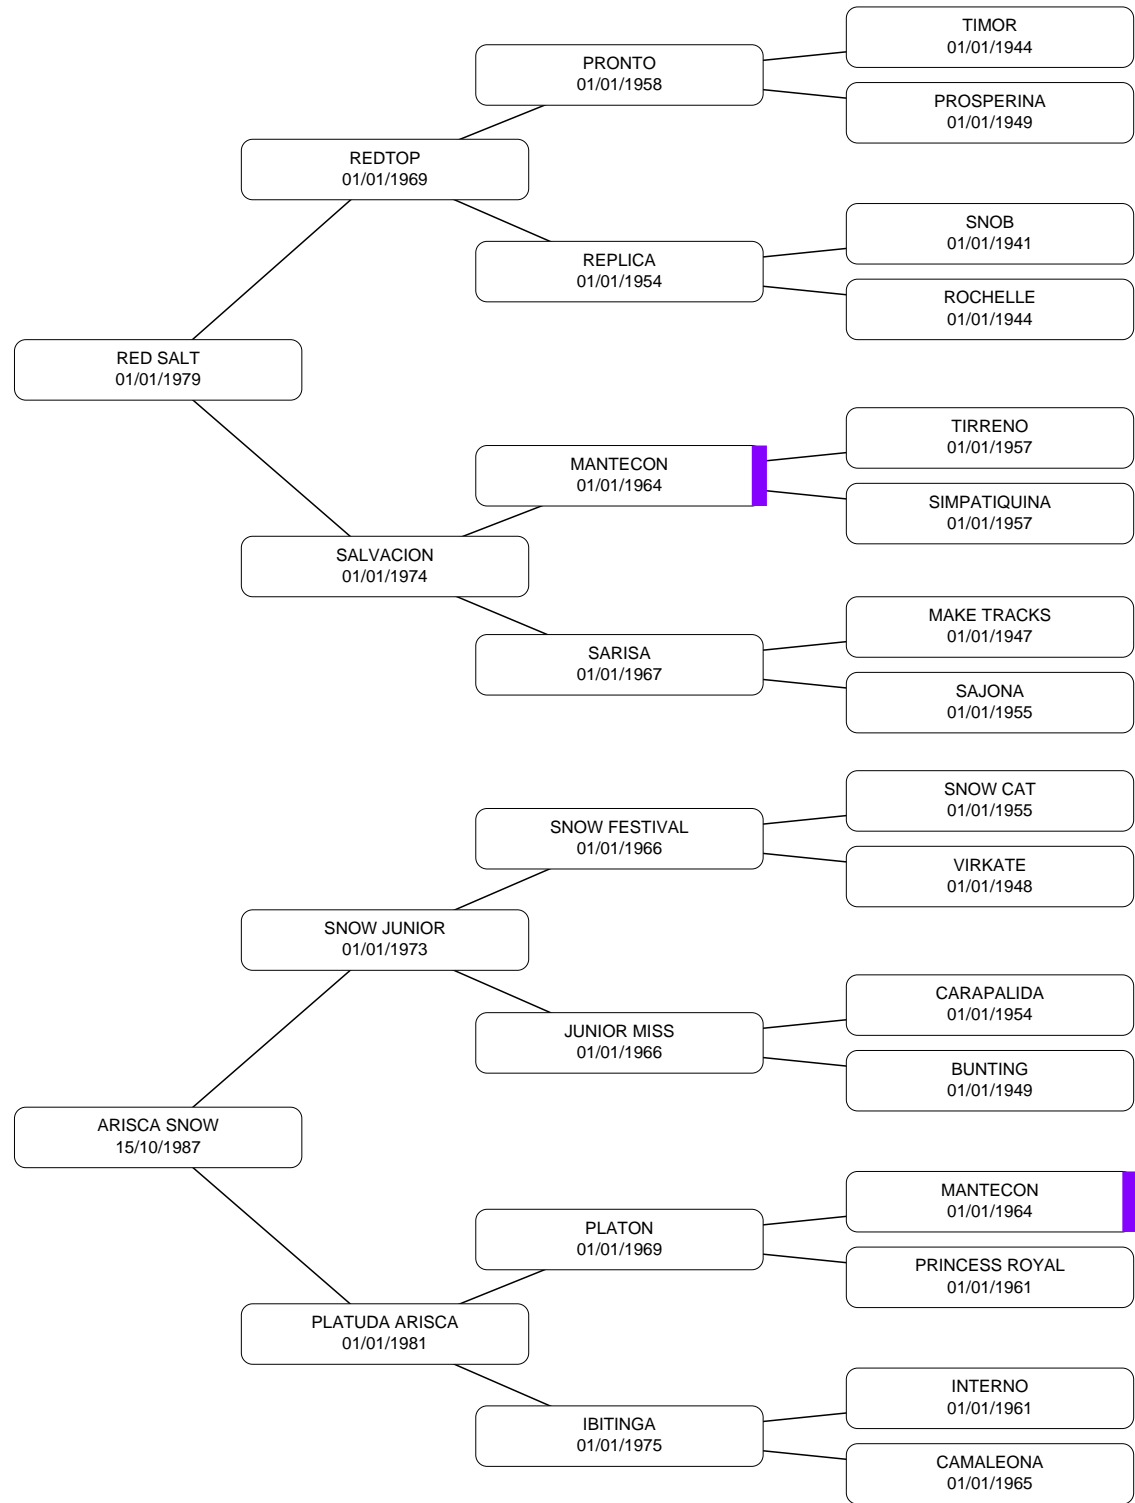 TIMOR
01/01/1944
PRONTO
01/01/1958
PROSPERINA
01/01/1949
REDTOP
01/01/1969
SNOB
01/01/1941
REPLICA
01/01/1954
ROCHELLE
01/01/1944
RED SALT
01/01/1979
TIRRENO
01/01/1957
MANTECON
01/01/1964
SIMPATIQUINA
01/01/1957
SALVACION
01/01/1974
MAKE TRACKS
01/01/1947
SARISA
01/01/1967
SAJONA
01/01/1955
SNOW CAT
01/01/1955
SNOW FESTIVAL
01/01/1966
VIRKATE
01/01/1948
SNOW JUNIOR
01/01/1973
CARAPALIDA
01/01/1954
JUNIOR MISS
01/01/1966
BUNTING
01/01/1949
ARISCA SNOW
15/10/1987
MANTECON
01/01/1964
PLATON
01/01/1969
PRINCESS ROYAL
01/01/1961
PLATUDA ARISCA
01/01/1981
INTERNO
01/01/1961
IBITINGA
01/01/1975
CAMALEONA
01/01/1965